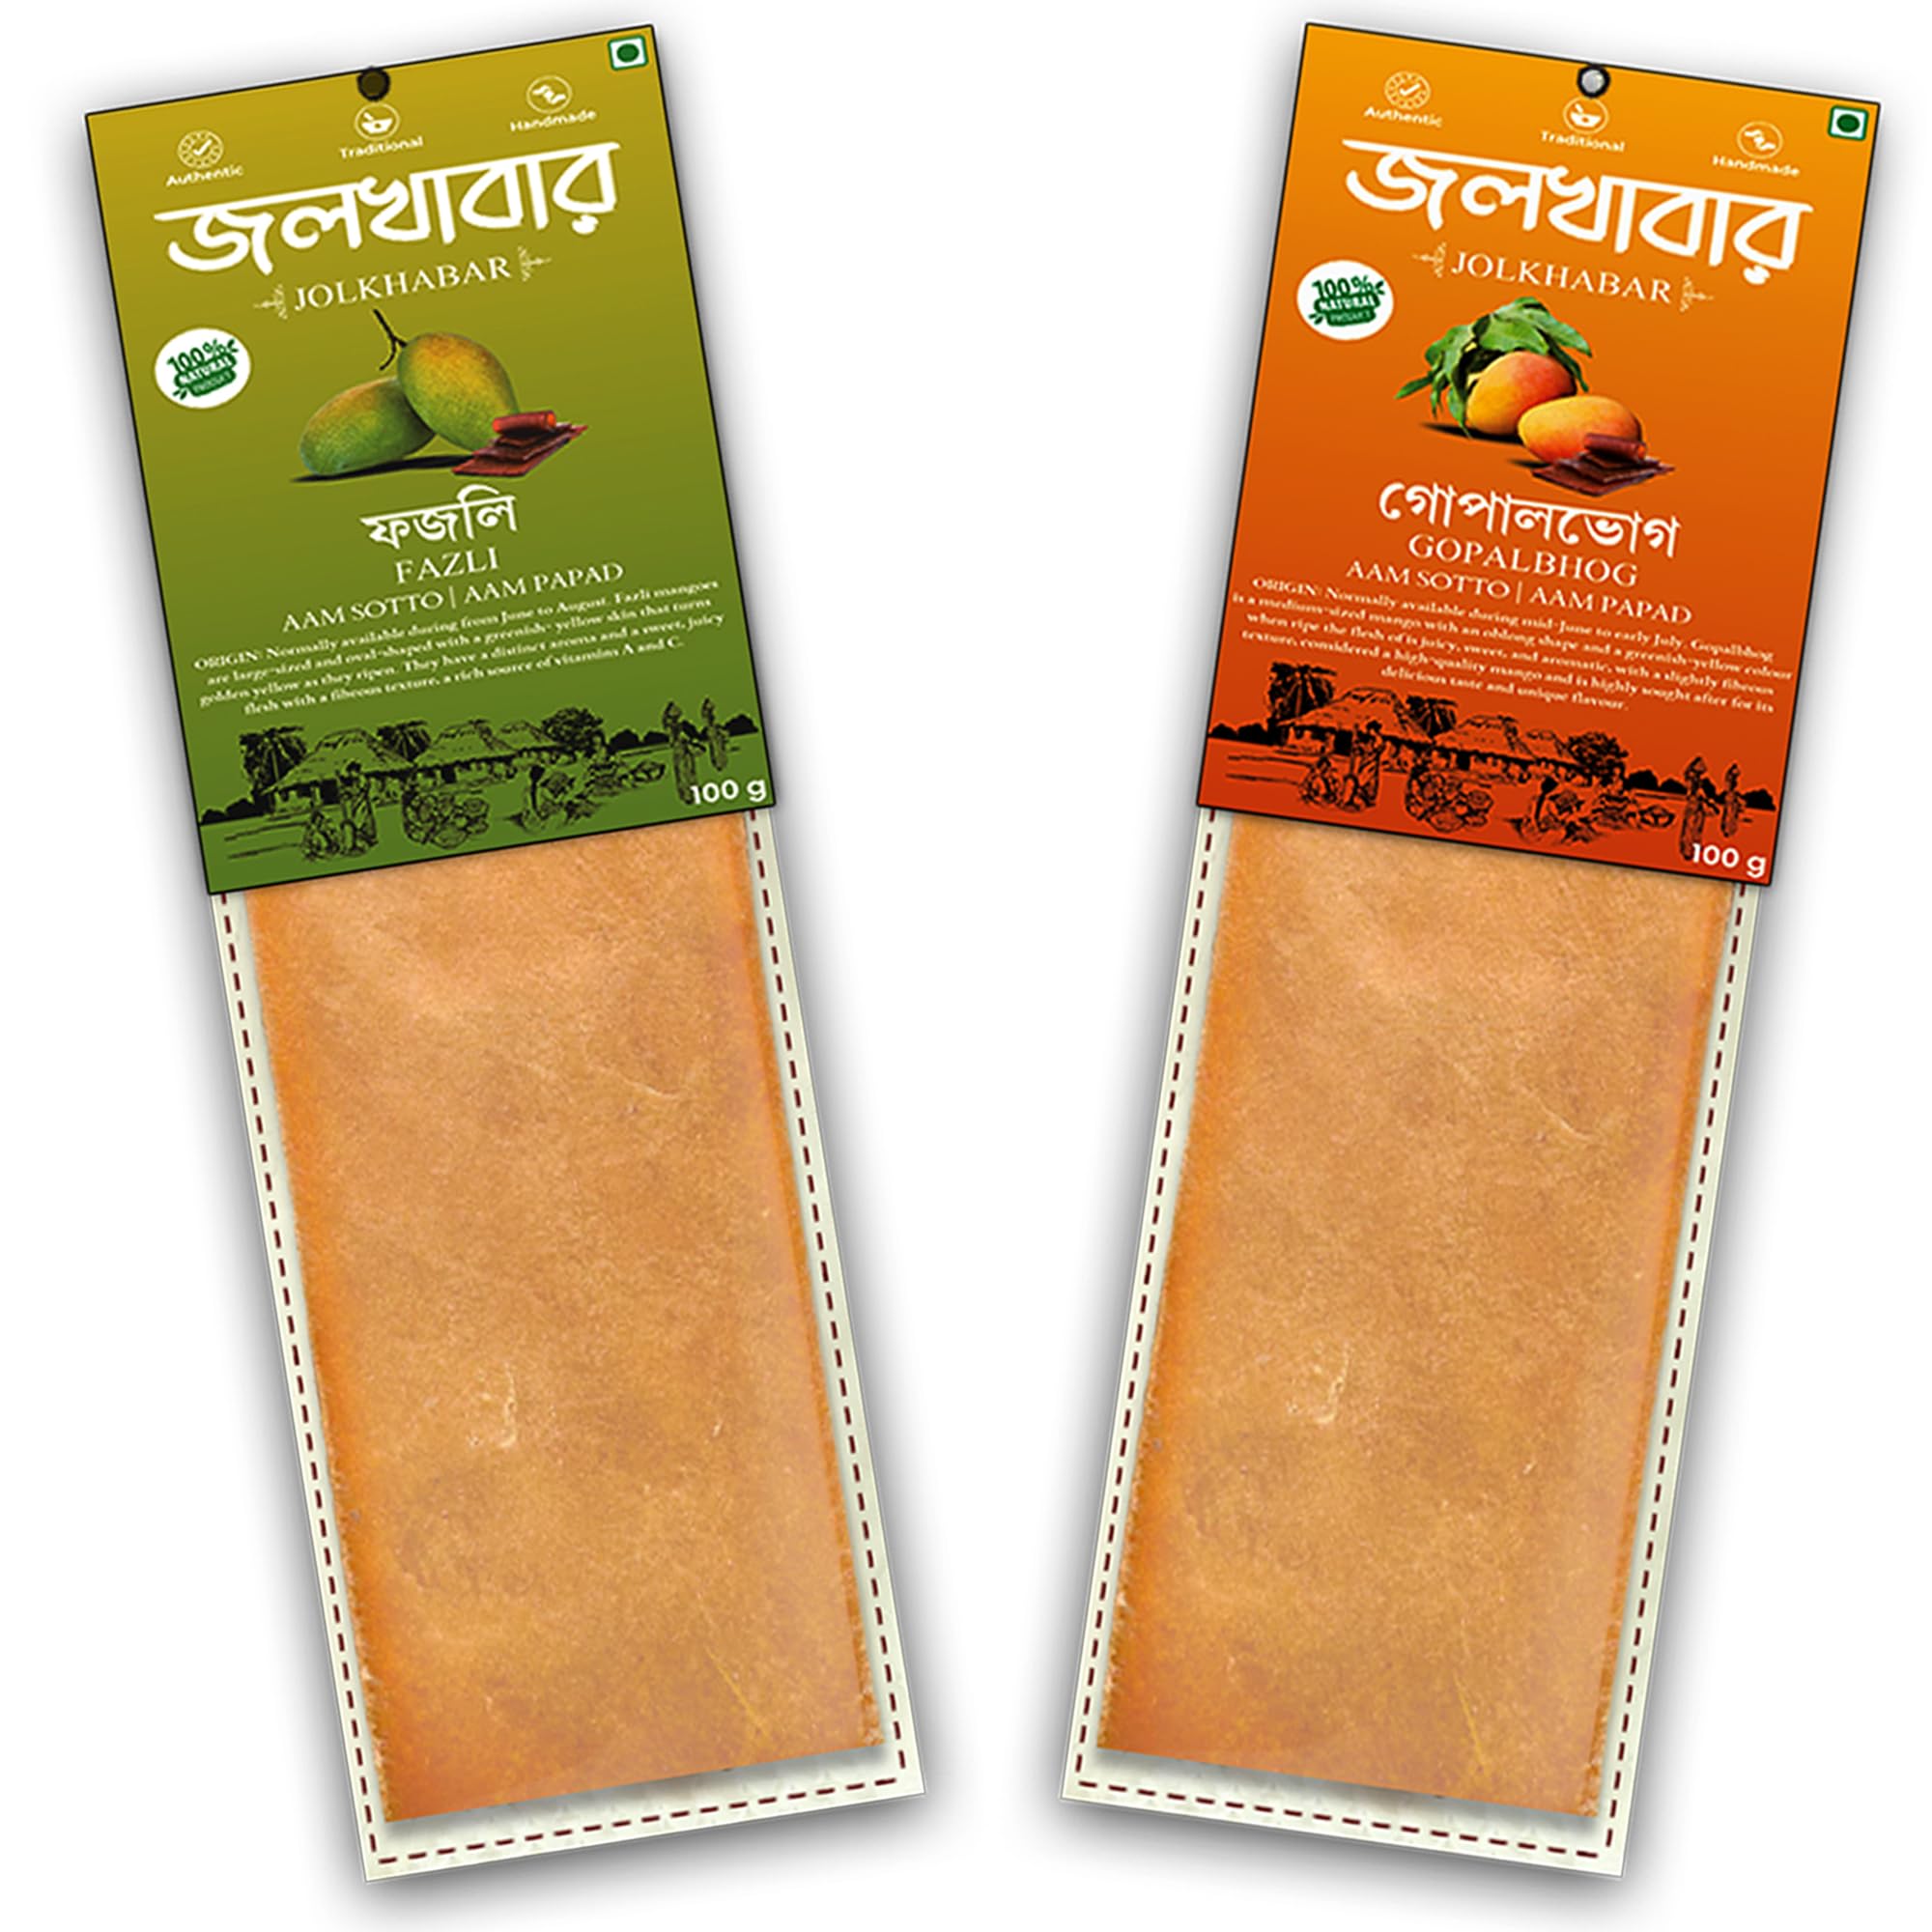 Authentic
Traditional
Handmade
জলখাবার
JOLKHABAR
100%
NATURAL
PRODUCT
ফজলি
FAZLI
AAM SOTTO | AAM PAPAD
ORIGIN: Normally available during from June to August. Fazli mangoes
are large-sized and oval-shaped with a greenish- yellow skin that turns
golden yellow as they ripen. They have a distinct aroma and a sweet, juicy
flesh with a fibrous texture, a rich source of vitamins A and C.
100 g
Authentic
Traditional
Handmade
জলখাবার
JOLKHABAR
100%
NATURAL
PRODUCT
গোপালভোগ
GOPALBHOG
AAM SOTTO | AAM PAPAD
ORIGIN: Normally available during mid-June to early July. Gopalbhog
is a medium-sized mango with an oblong shape and a greenish-yellow colour
when ripe the flesh of is juicy, sweet, and aromatic, with a slightly fibrous
texture, considered a high-quality mango and is highly sought after for its
delicious taste and unique flavour.
100 g